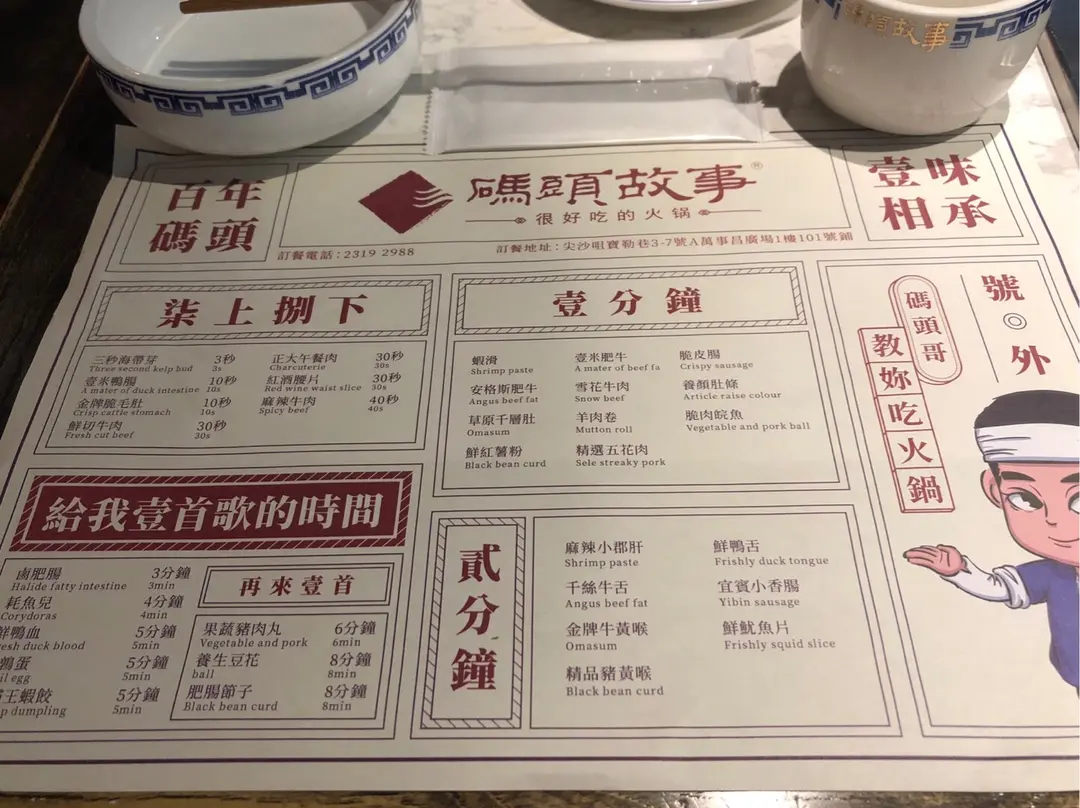 碼頭故事
百年
碼頭
碼頭故事®
很好吃的火锅
訂餐電話：2319 2988
訂餐地址：尖沙咀寶勒巷3-7號A萬事昌廣場1樓101號鋪
壹味
相承
柒上捌下
三秒海帶芽 3秒
Three second kelp bud 3s
壹米鴨腸 10秒
A mater of duck intestine 10s
金牌脆毛肚 10秒
Crisp cattle stomach 10s
鮮切牛肉 30秒
Fresh cut beef 30s
正大午餐肉 30秒
Charcuterie 30s
紅酒腰片 30秒
Red wine waist slice 30s
麻辣牛肉 40秒
Spicy beef 40s
壹分鐘
蝦滑
Shrimp paste
安格斯肥牛
Angus beef fat
草原千層肚
Omasum
鮮紅薯粉
Black bean curd
壹米肥牛
A mater of beef fa
雪花牛肉
Snow beef
羊肉卷
Mutton roll
精選五花肉
Sele streaky pork
脆皮腸
Crispy sausage
養顏肚條
Article raise colour
脆肉皖魚
Vegetable and pork ball
號外
碼頭哥
教妳吃火鍋
給我壹首歌的時間
鹵肥腸 3分鐘
Halide fatty intestine 3min
耗魚兒 4分鐘
Corydoras 4min
鮮鴨血 5分鐘
esh duck blood 5min
鶉蛋 5分鐘
il egg 5min
王蝦餃 5分鐘
p dumpling 5min
再來壹首
果蔬豬肉丸 6分鐘
Vegetable and pork 6min
養生豆花 8分鐘
ball 8min
肥腸節子 8分鐘
Black bean curd 8min
貳分鐘
麻辣小郡肝
Shrimp paste
千絲牛舌
Angus beef fat
金牌牛黃喉
Omasum
精品豬黃喉
Black bean curd
鮮鴨舌
Frishly duck tongue
宜賓小香腸
Yibin sausage
鮮魷魚片
Frishly squid slice